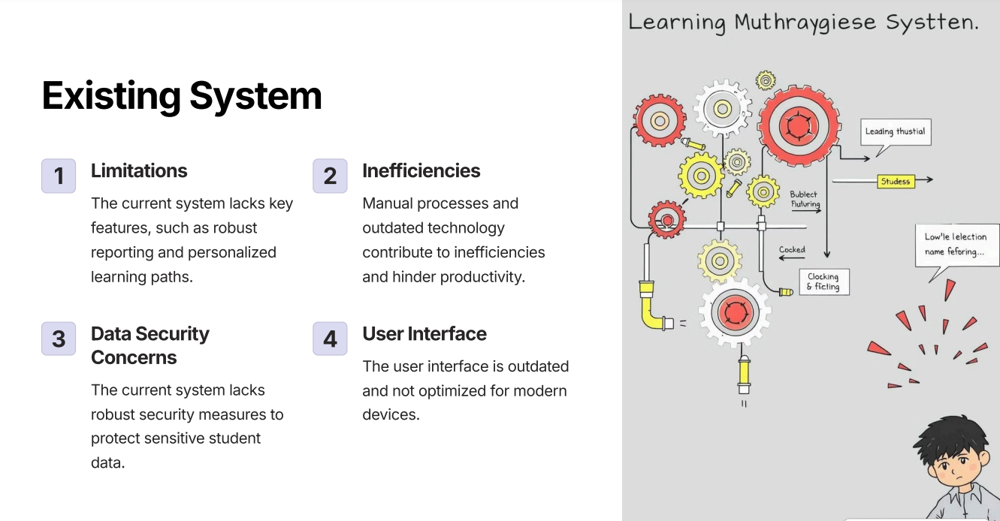 Existing System
1
Limitations
The current system lacks key
features, such as robust
reporting and personalized
learning paths.
2
Inefficiencies
Manual processes and
outdated technology
contribute to inefficiencies
and hinder productivity.
3
Data Security
Concerns
The current system lacks
robust security measures to
protect sensitive student
data.
4
User Interface
The user interface is outdated
and not optimized for modern
devices.
Learning Muthraygiese Systten.
Leading thustial
Studess
Bublect
Fluturing
Low'le lelection
name feforing...
Cocked
Clocking
& ficting